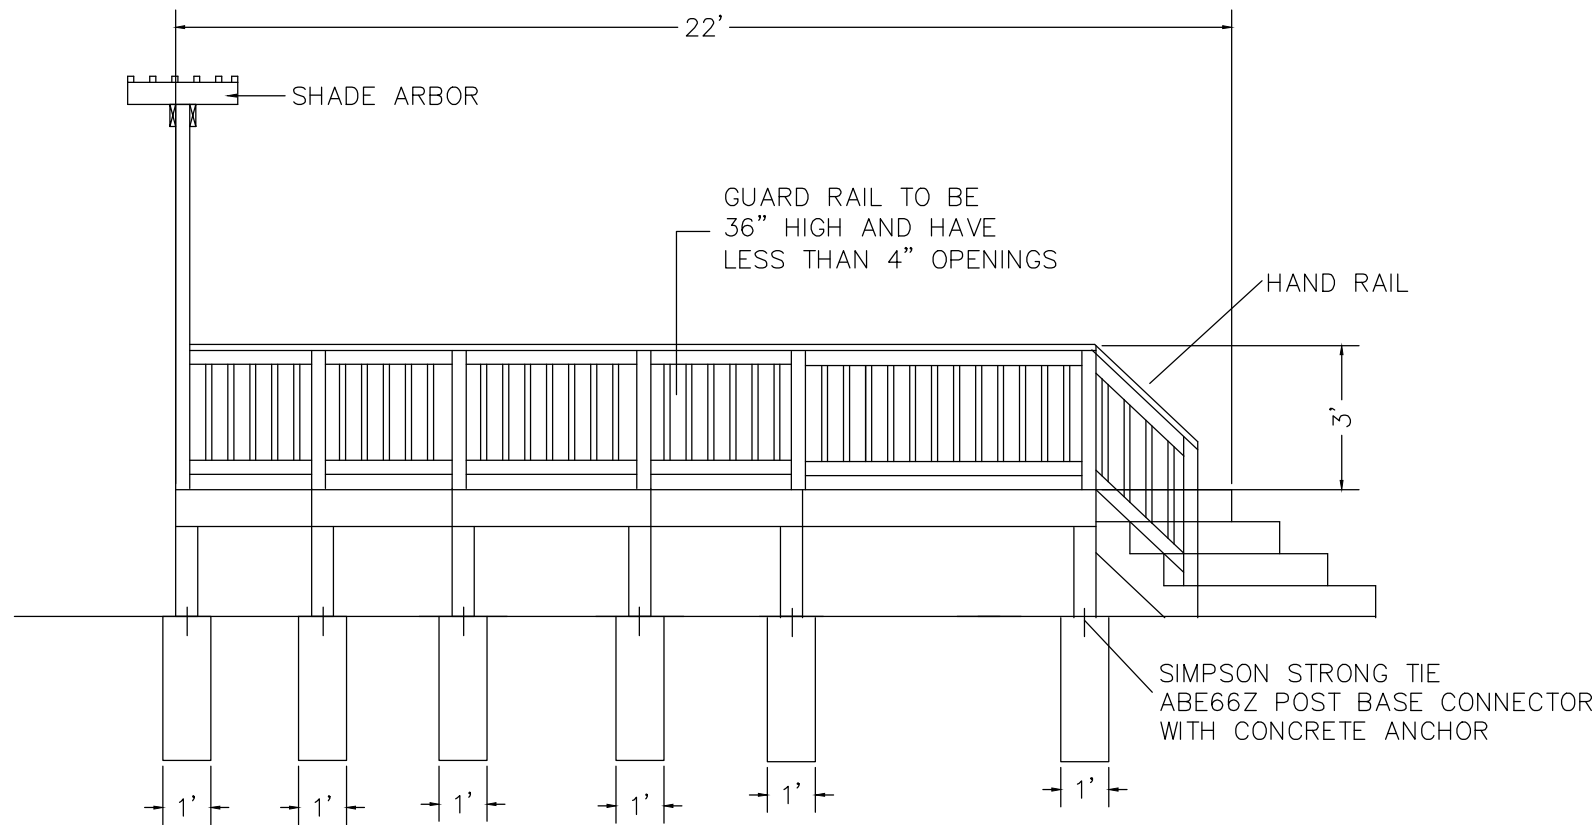 22'
SHADE ARBOR
GUARD RAIL TO BE
36" HIGH AND HAVE
LESS THAN 4" OPENINGS
HAND RAIL
3'
SIMPSON STRONG TIE
ABE66Z POST BASE CONNECTOR
WITH CONCRETE ANCHOR
1'
1'
1'
1'
1'
1'